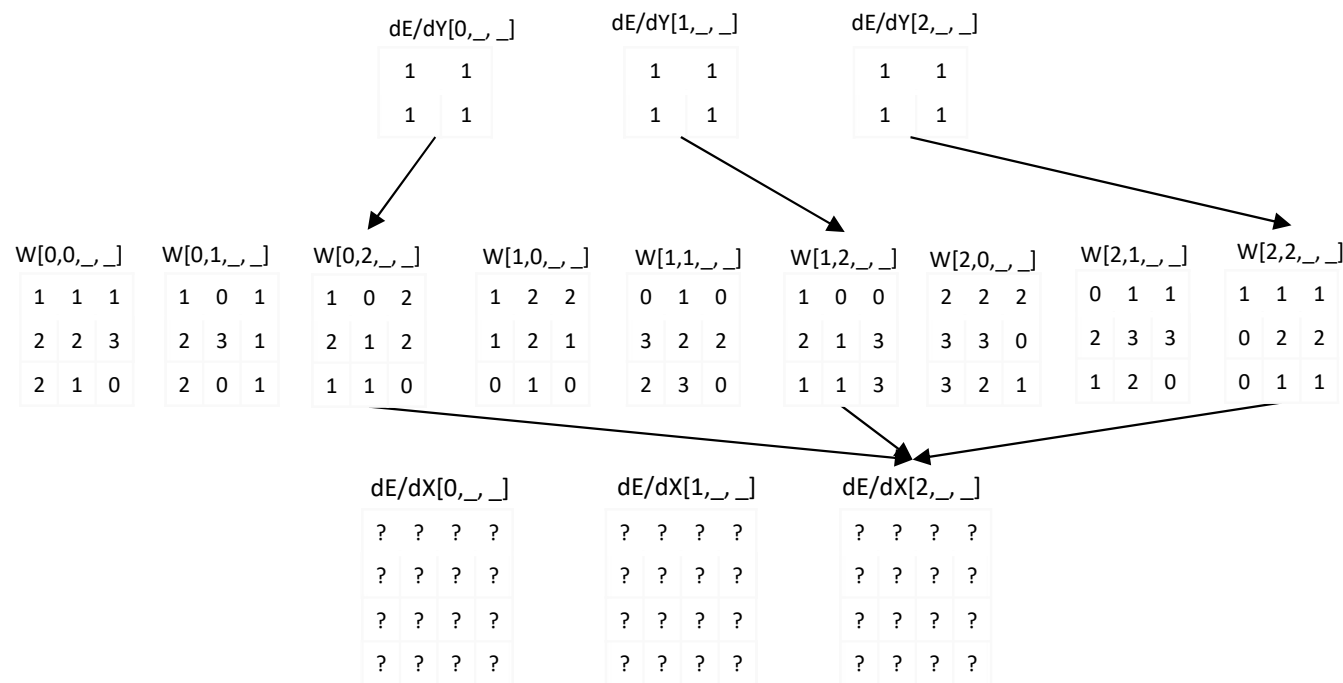 dE/dY[0,_, _] dE/dY[1,_, _] dE/dY[2,_, _]
1 1 1 1 1 1
1 1 1 1 1 1
W[0,0,_, _] W[0,1,_, _] W[0,2,_, _] W[1,0,_, _] W[1,1,_, _] W[1,2,_, _] W[2,0,_, _] W[2,1,_, _] W[2,2,_, _]
1 1 1 1 0 1 1 0 2 1 2 2 0 1 0 1 0 0 2 2 2 0 1 1 1 1 1
2 2 3 2 3 1 2 1 2 1 2 1 3 2 2 2 1 3 3 3 0 2 3 3 0 2 2
2 1 0 2 0 1 1 1 0 0 1 0 2 3 0 1 1 3 3 2 1 1 2 0 0 1 1
dE/dX[0,_, _] dE/dX[1,_, _] dE/dX[2,_, _]
? ? ? ? ? ? ? ? ? ? ? ?
? ? ? ? ? ? ? ? ? ? ? ?
? ? ? ? ? ? ? ? ? ? ? ?
? ? ? ? ? ? ? ? ? ? ? ?